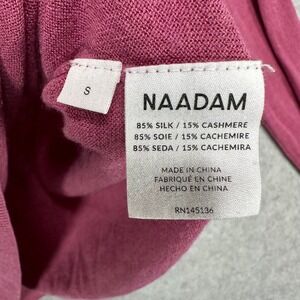 S
NAADAM
85% SILK / 15% CASHMERE
85% SOIE / 15% CACHEMIRE
85% SEDA / 15% CACHEMIRA
MADE IN CHINA
FABRIQUÉ EN CHINE
HECHO EN CHINA
RN145136